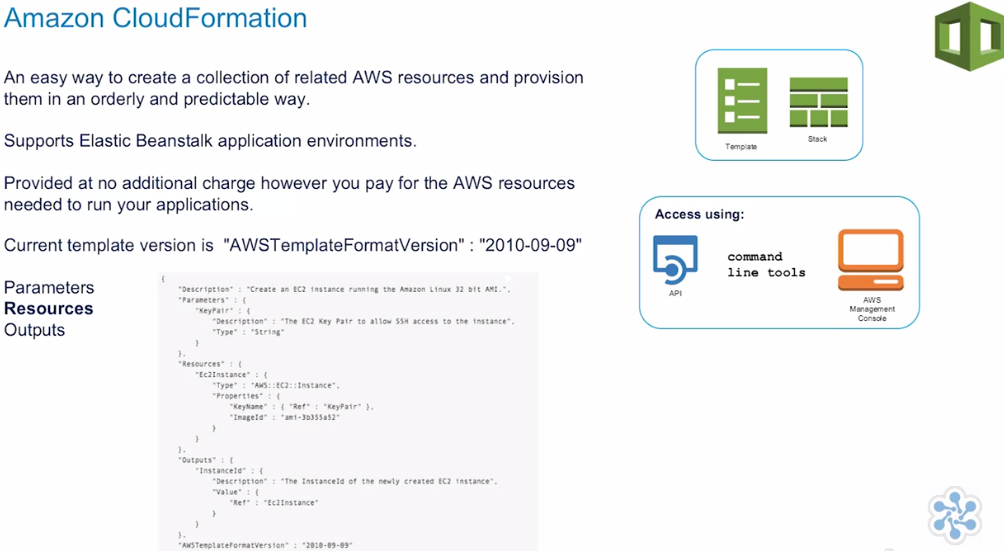 Amazon CloudFormation
An easy way to create a collection of related AWS resources and provision
them in an orderly and predictable way.
Supports Elastic Beanstalk application environments.
Provided at no additional charge however you pay for the AWS resources
needed to run your applications.
Current template version is "AWSTemplateFormatVersion" : "2010-09-09"
Parameters
Resources
Outputs
{
"Description" : "Create an EC2 instance running the Amazon Linux 32 bit AMI.",
"Parameters" : {
"KeyPair" : {
"Description" : "The EC2 Key Pair to allow SSH access to the instance",
"Type" : "String"
}
},
"Resources" : {
"Ec2Instance" : {
"Type" : "AWS::EC2::Instance",
"Properties" : {
"KeyName" : { "Ref" : "KeyPair" },
"ImageId" : "ami-3b355a52"
}
}
},
"Outputs" : {
"InstanceId" : {
"Description" : "The InstanceId of the newly created EC2 instance",
"Value" : {
"Ref" : "Ec2Instance"
}
}
},
"AWSTemplateFormatVersion" : "2010-09-09"
Template
Stack
Access using:
API
command
line tools
AWS
Management
Console